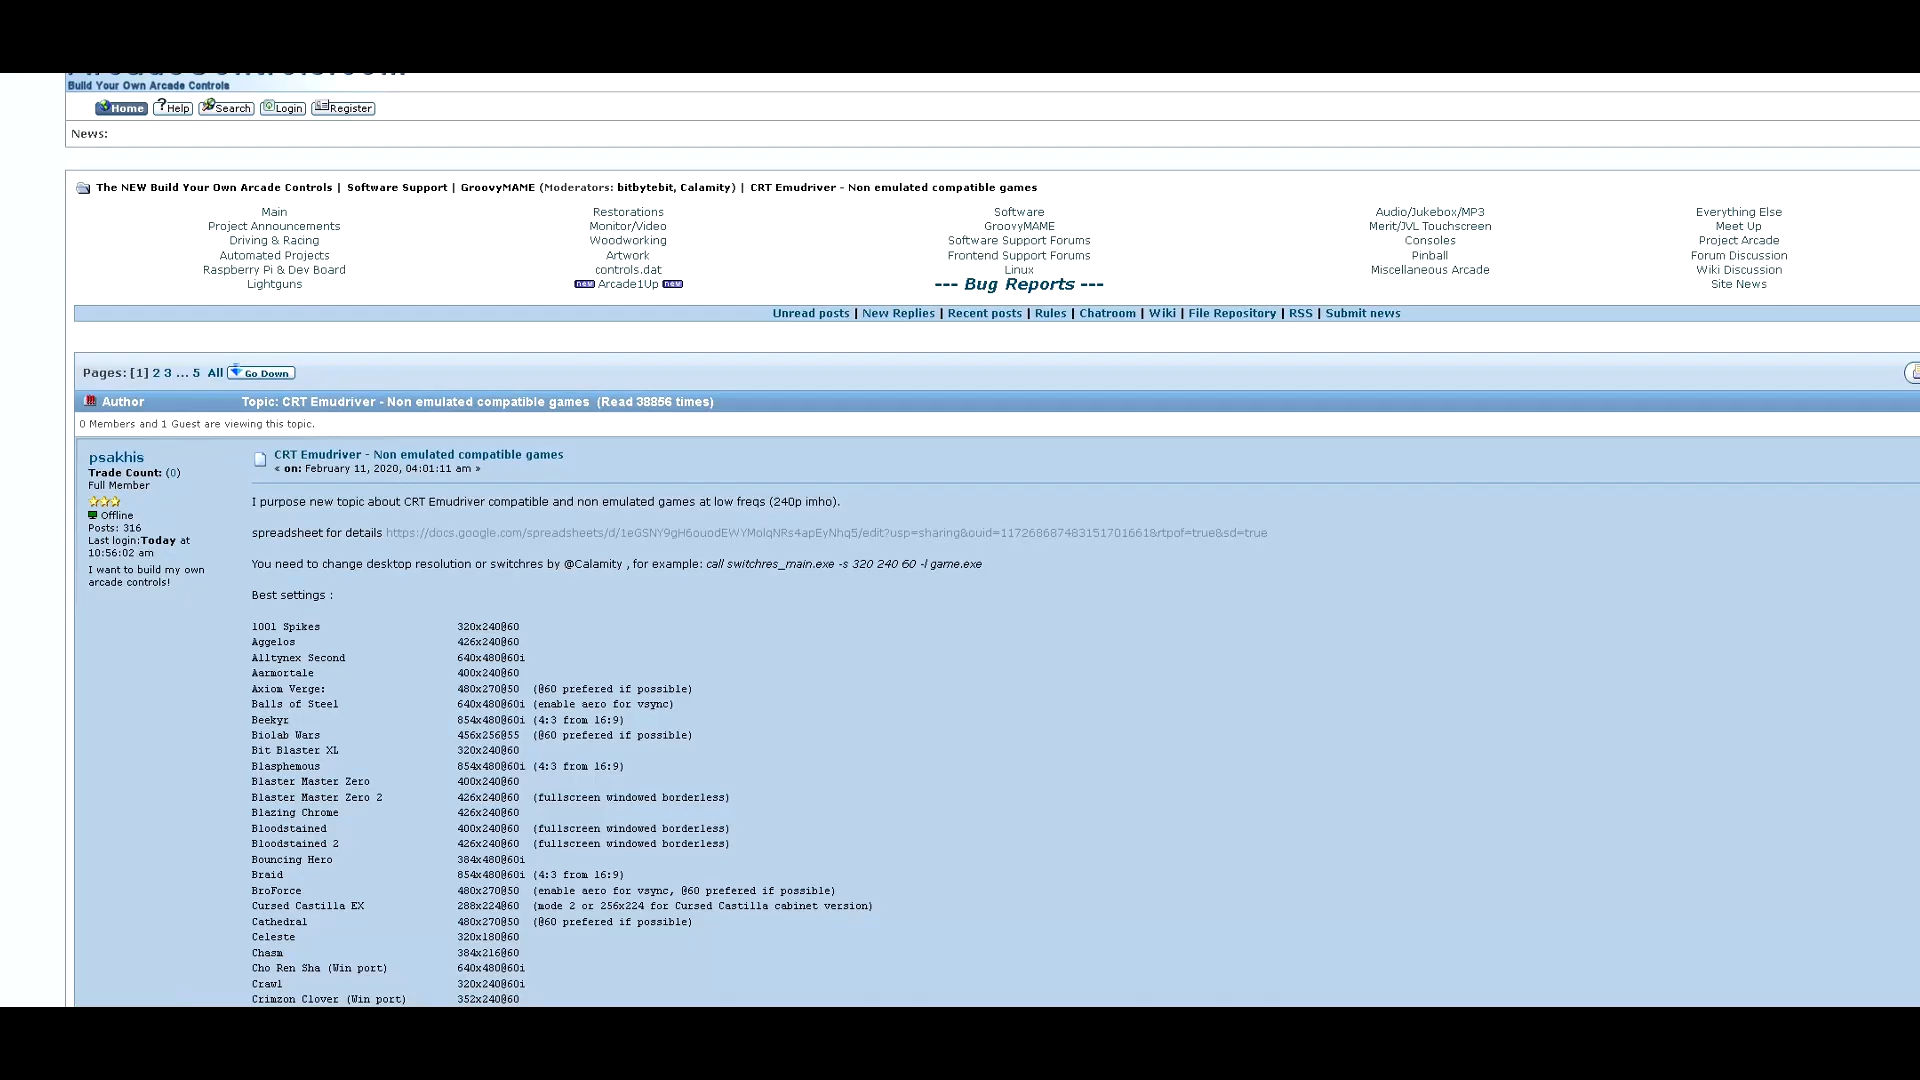 Build Your Own Arcade Controls
Home Help Search Login Register
News:
The NEW Build Your Own Arcade Controls | Software Support | GroovyMAME (Moderators: bitbytebit, Calamity) | CRT Emudriver - Non emulated compatible games
Main Restorations Software Audio/Jukebox/MP3 Everything Else
Project Announcements Monitor/Video GroovyMAME Merit/JVL Touchscreen Meet Up
Driving & Racing Woodworking Software Support Forums Consoles Project Arcade
Automated Projects Artwork Frontend Support Forums Pinball Forum Discussion
Raspberry Pi & Dev Board controls.dat Linux Miscellaneous Arcade Wiki Discussion
Lightguns new Arcade1Up new --- Bug Reports --- Site News
Unread posts | New Replies | Recent posts | Rules | Chatroom | Wiki | File Repository | RSS | Submit news
Pages: [1] 2 3 ... 5 All Go Down
Author Topic: CRT Emudriver - Non emulated compatible games (Read 38856 times)
0 Members and 1 Guest are viewing this topic.
psakhis
Trade Count: (0)
Full Member
Offline
Posts: 316
Last login:Today at
10:56:02 am
I want to build my own
arcade controls!
CRT Emudriver - Non emulated compatible games
« on: February 11, 2020, 04:01:11 am »
I purpose new topic about CRT Emudriver compatible and non emulated games at low freqs (240p imho).
spreadsheet for details https://docs.google.com/spreadsheets/d/1eGSNY9gH6ouodEWYMolqNRs4apEyNhq5/edit?usp=sharing&ouid=117268687483151701661&rtpof=true&sd=true
You need to change desktop resolution or switchres by @Calamity , for example: call switchres_main.exe -s 320 240 60 -l game.exe
Best settings :
1001 Spikes 320x240@60
Aggelos 426x240@60
Alltynex Second 640x480@60i
Aarmortale 400x240@60
Axiom Verge: 480x270@50 (@60 prefered if possible)
Balls of Steel 640x480@60i (enable aero for vsync)
Beekyr 854x480@60i (4:3 from 16:9)
Biolab Wars 456x256@55 (@60 prefered if possible)
Bit Blaster XL 320x240@60
Blasphemous 854x480@60i (4:3 from 16:9)
Blaster Master Zero 400x240@60
Blaster Master Zero 2 426x240@60 (fullscreen windowed borderless)
Blazing Chrome 426x240@60
Bloodstained 400x240@60 (fullscreen windowed borderless)
Bloodstained 2 426x240@60 (fullscreen windowed borderless)
Bouncing Hero 384x480@60i
Braid 854x480@60i (4:3 from 16:9)
BroForce 480x270@50 (enable aero for vsync, @60 prefered if possible)
Cursed Castilla EX 288x224@60 (mode 2 or 256x224 for Cursed Castilla cabinet version)
Cathedral 480x270@50 (@60 prefered if possible)
Celeste 320x180@60
Chasm 384x216@60
Cho Ren Sha (Win port) 640x480@60i
Crawl 320x240@60i
Crimzon Clover (Win port) 352x240@60